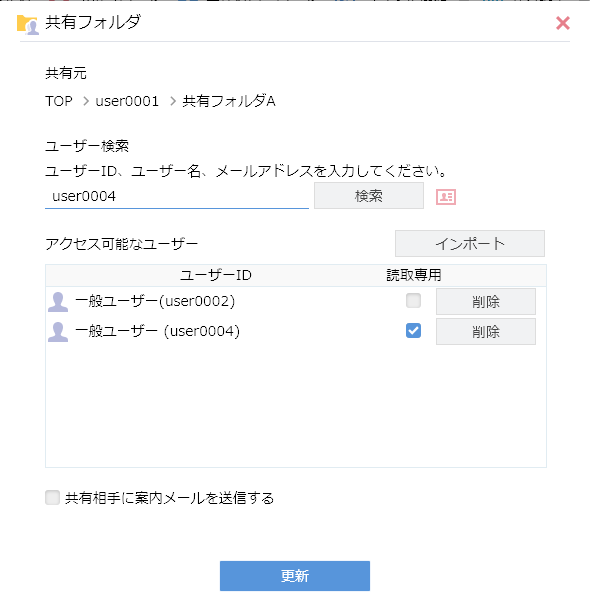 共有フォルダ
共有元
TOP > user0001 > 共有フォルダA
ユーザー検索
ユーザーID、ユーザー名、メールアドレスを入力してください。
user0004 検索
アクセス可能なユーザー インポート
ユーザーID 読取専用
一般ユーザー(user0002) 削除
一般ユーザー (user0004) 削除
共有相手に案内メールを送信する
更新